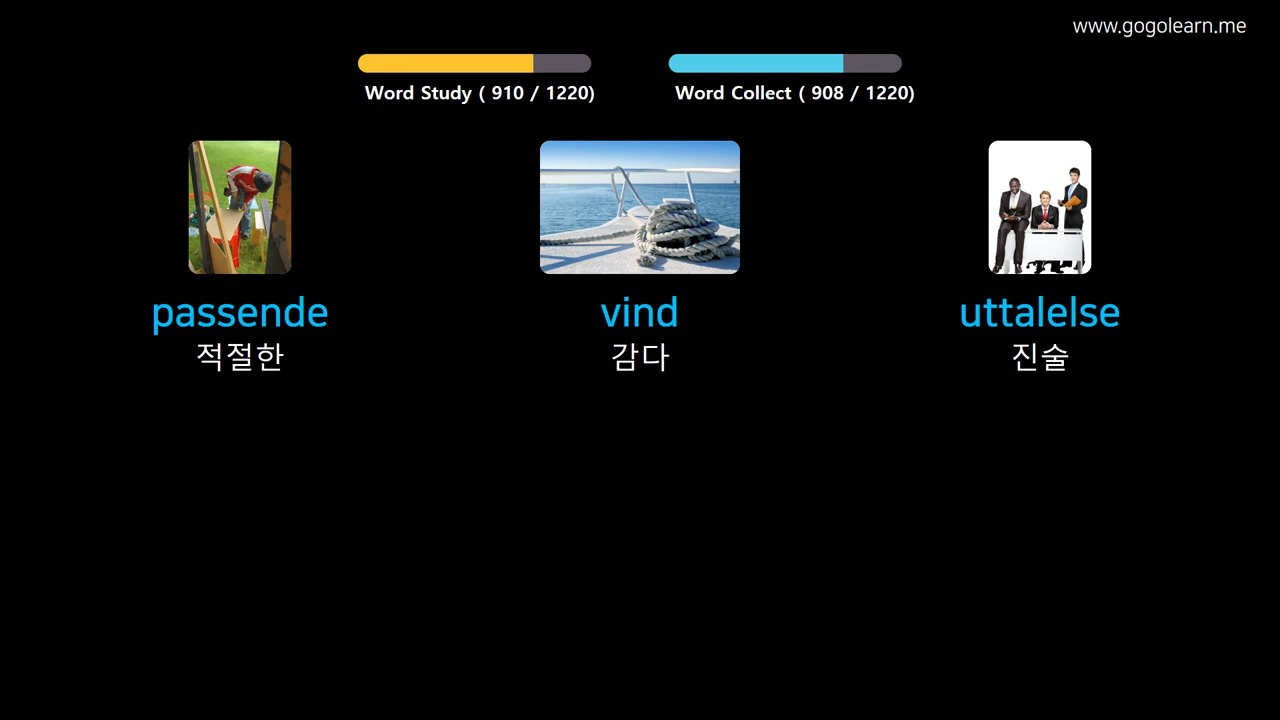 www.gogolearn.me
Word Study ( 910 / 1220)
Word Collect ( 908 / 1220)
passende
vind
uttalelse
적절한
감다
진술